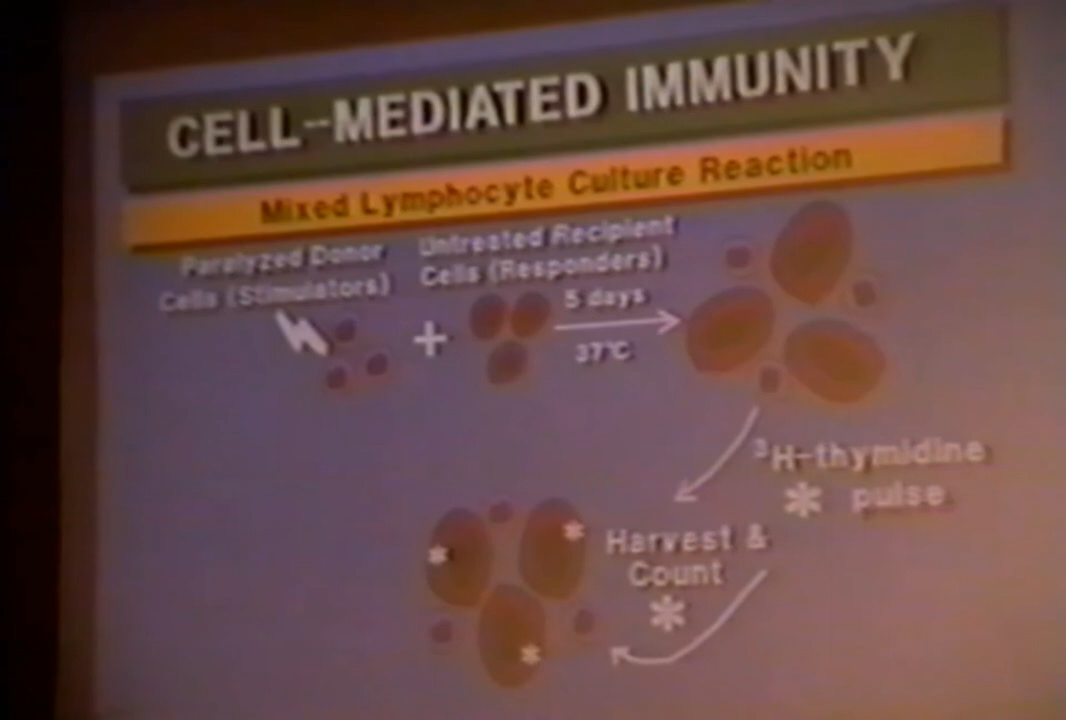 CELL-MEDIATED IMMUNITY
Mixed Lymphocyte Culture Reaction
Paralyzed Donor
Cells (Stimulators)
Untreated Recipient
Cells (Responders)
+
5 days
37°C
³H-thymidine
* pulse
Harvest &
Count
*